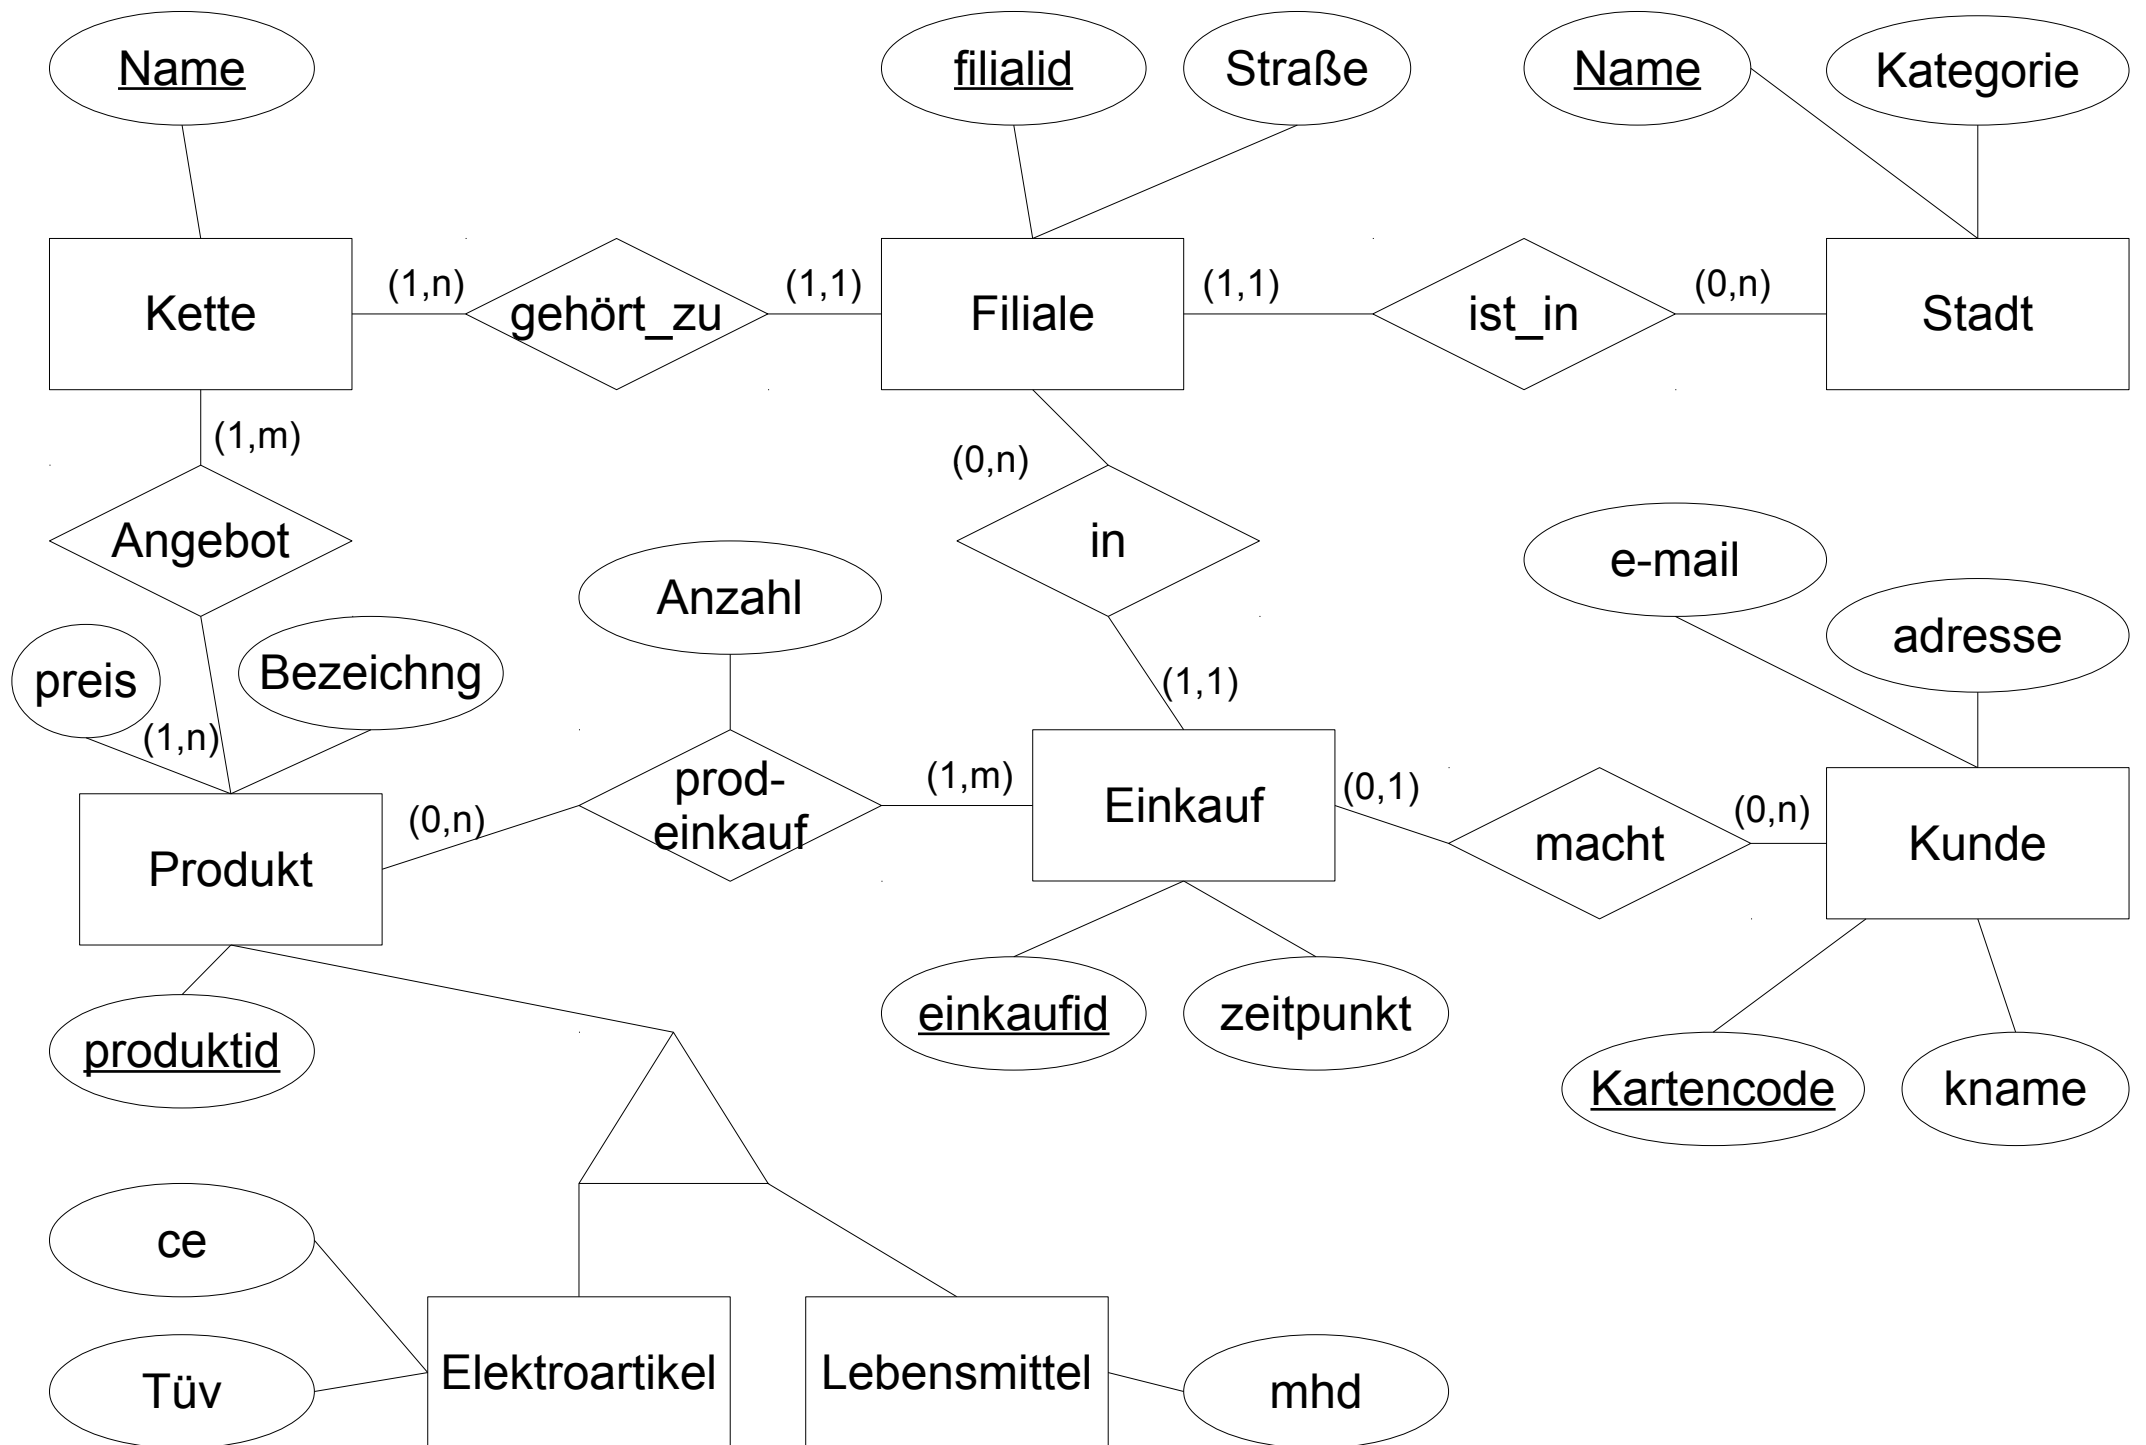 Name
filialid
Straße
Name
Kategorie
Kette
(1,n)
gehört_zu
(1,1)
Filiale
(1,1)
ist_in
(0,n)
Stadt
(1,m)
(0,n)
Angebot
in
e-mail
Anzahl
adresse
preis
Bezeichng
(1,n)
(1,1)
Produkt
(0,n)
prod-
einkauf
(1,m)
Einkauf
(0,1)
macht
(0,n)
Kunde
produktid
einkaufid
zeitpunkt
Kartencode
kname
ce
Tüv
Elektroartikel
Lebensmittel
mhd